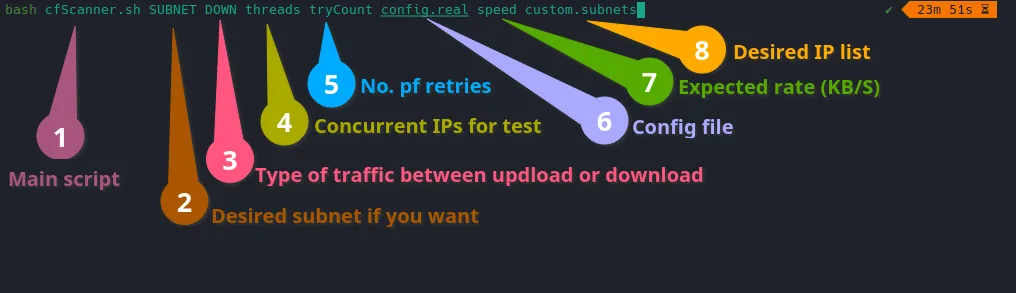 bash cfScanner.sh SUBNET DOWN threads tryCount config.real speed custom.subnets ✔ 23m 51s ⏳
8 Desired IP list
5 No. pf retries
7 Expected rate (KB/S)
4 Concurrent IPs for test
6 Config file
1
3 Type of traffic between updload or download
Main script
2 Desired subnet if you want